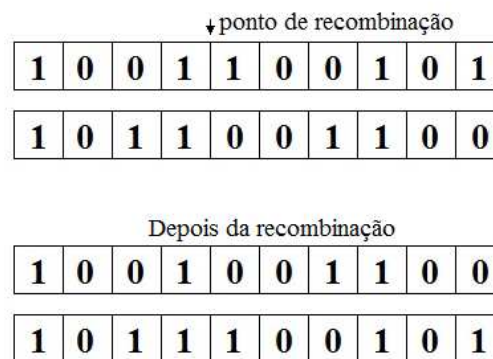 ponto de recombinação
1 0 0 1 1 0 0 1 0 1
1 0 1 1 0 0 1 1 0 0
Depois da recombinação
1 0 0 1 0 0 1 1 0 0
1 0 1 1 1 0 0 1 0 1